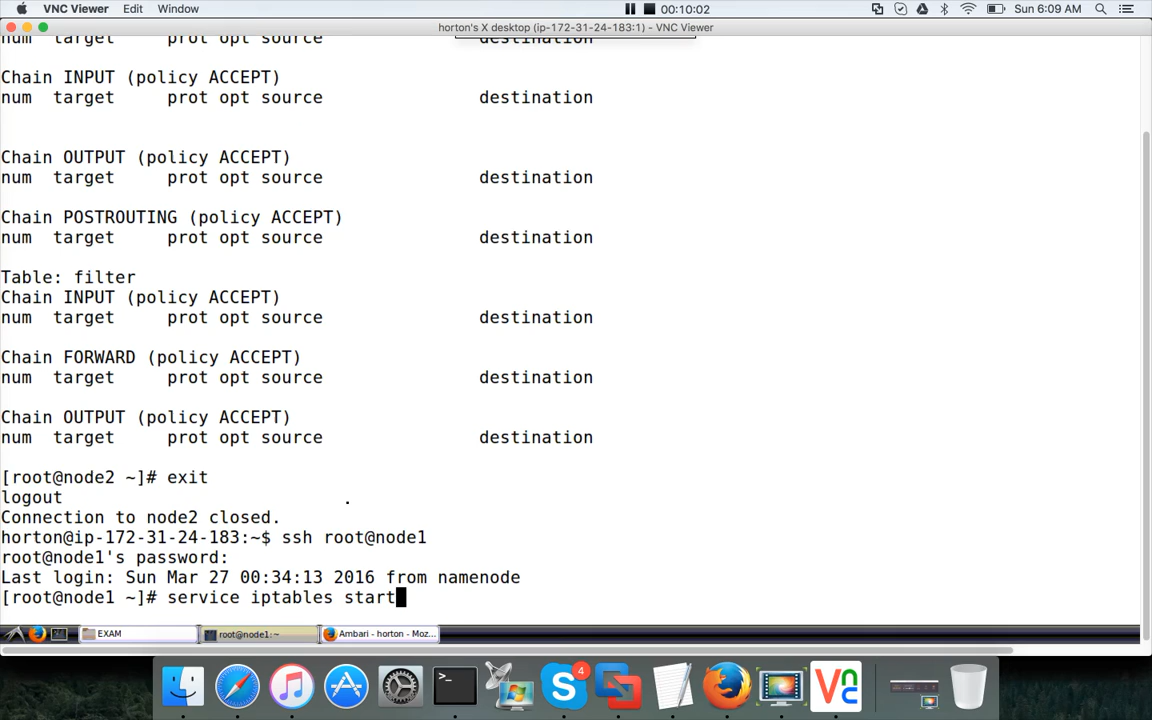 VNC Viewer Edit Window 00:10:02 Sun 6:09 AM
horton's X desktop (ip-172-31-24-183:1) - VNC Viewer
num target prot opt source destination
Chain INPUT (policy ACCEPT)
num target prot opt source destination
Chain OUTPUT (policy ACCEPT)
num target prot opt source destination
Chain POSTROUTING (policy ACCEPT)
num target prot opt source destination
Table: filter
Chain INPUT (policy ACCEPT)
num target prot opt source destination
Chain FORWARD (policy ACCEPT)
num target prot opt source destination
Chain OUTPUT (policy ACCEPT)
num target prot opt source destination
[root@node2 ~]# exit
logout
Connection to node2 closed.
horton@ip-172-31-24-183:~$ ssh root@node1
root@node1's password:
Last login: Sun Mar 27 00:34:13 2016 from namenode
[root@node1 ~]# service iptables start
EXAM root@node1:~ Ambari - horton - Moz...
>_ 4 VNC